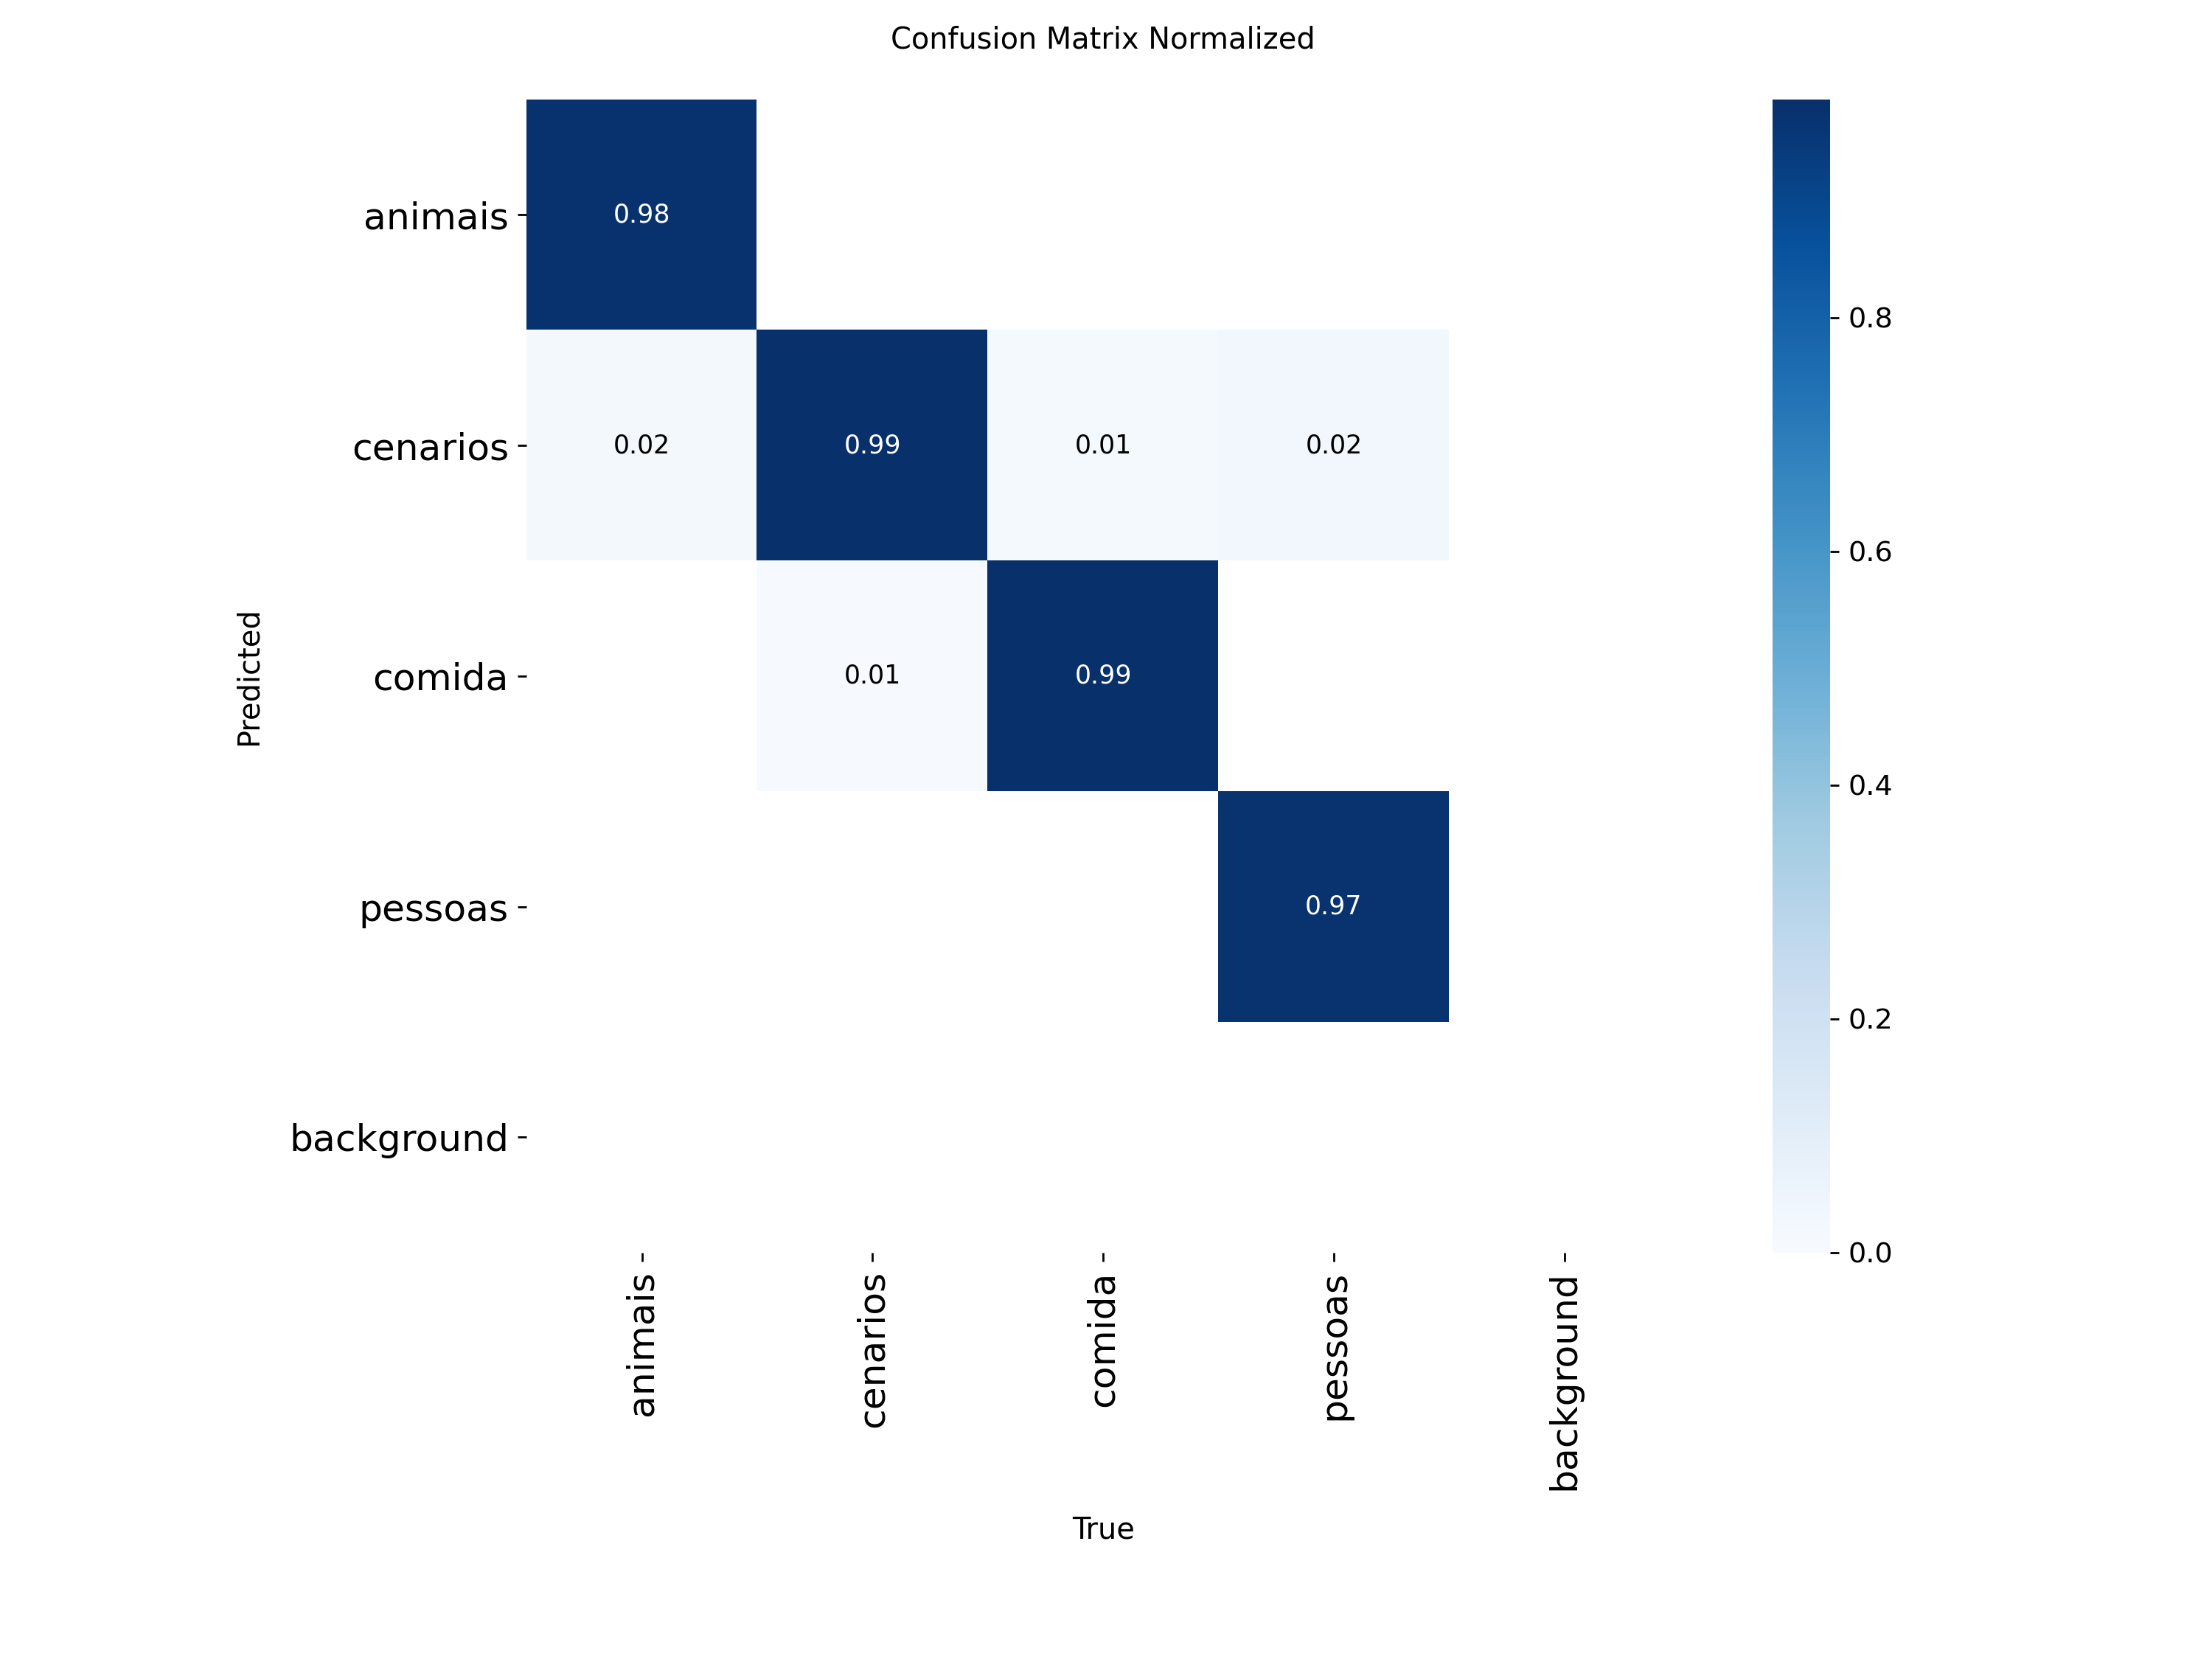 Confusion Matrix Normalized
animais
0.98
0.8
cenarios
0.02
0.99
0.01
0.02
0.6
Predicted
comida
0.01
0.99
0.4
pessoas
0.97
0.2
background
0.0
animais
cenarios
comida
pessoas
background
True